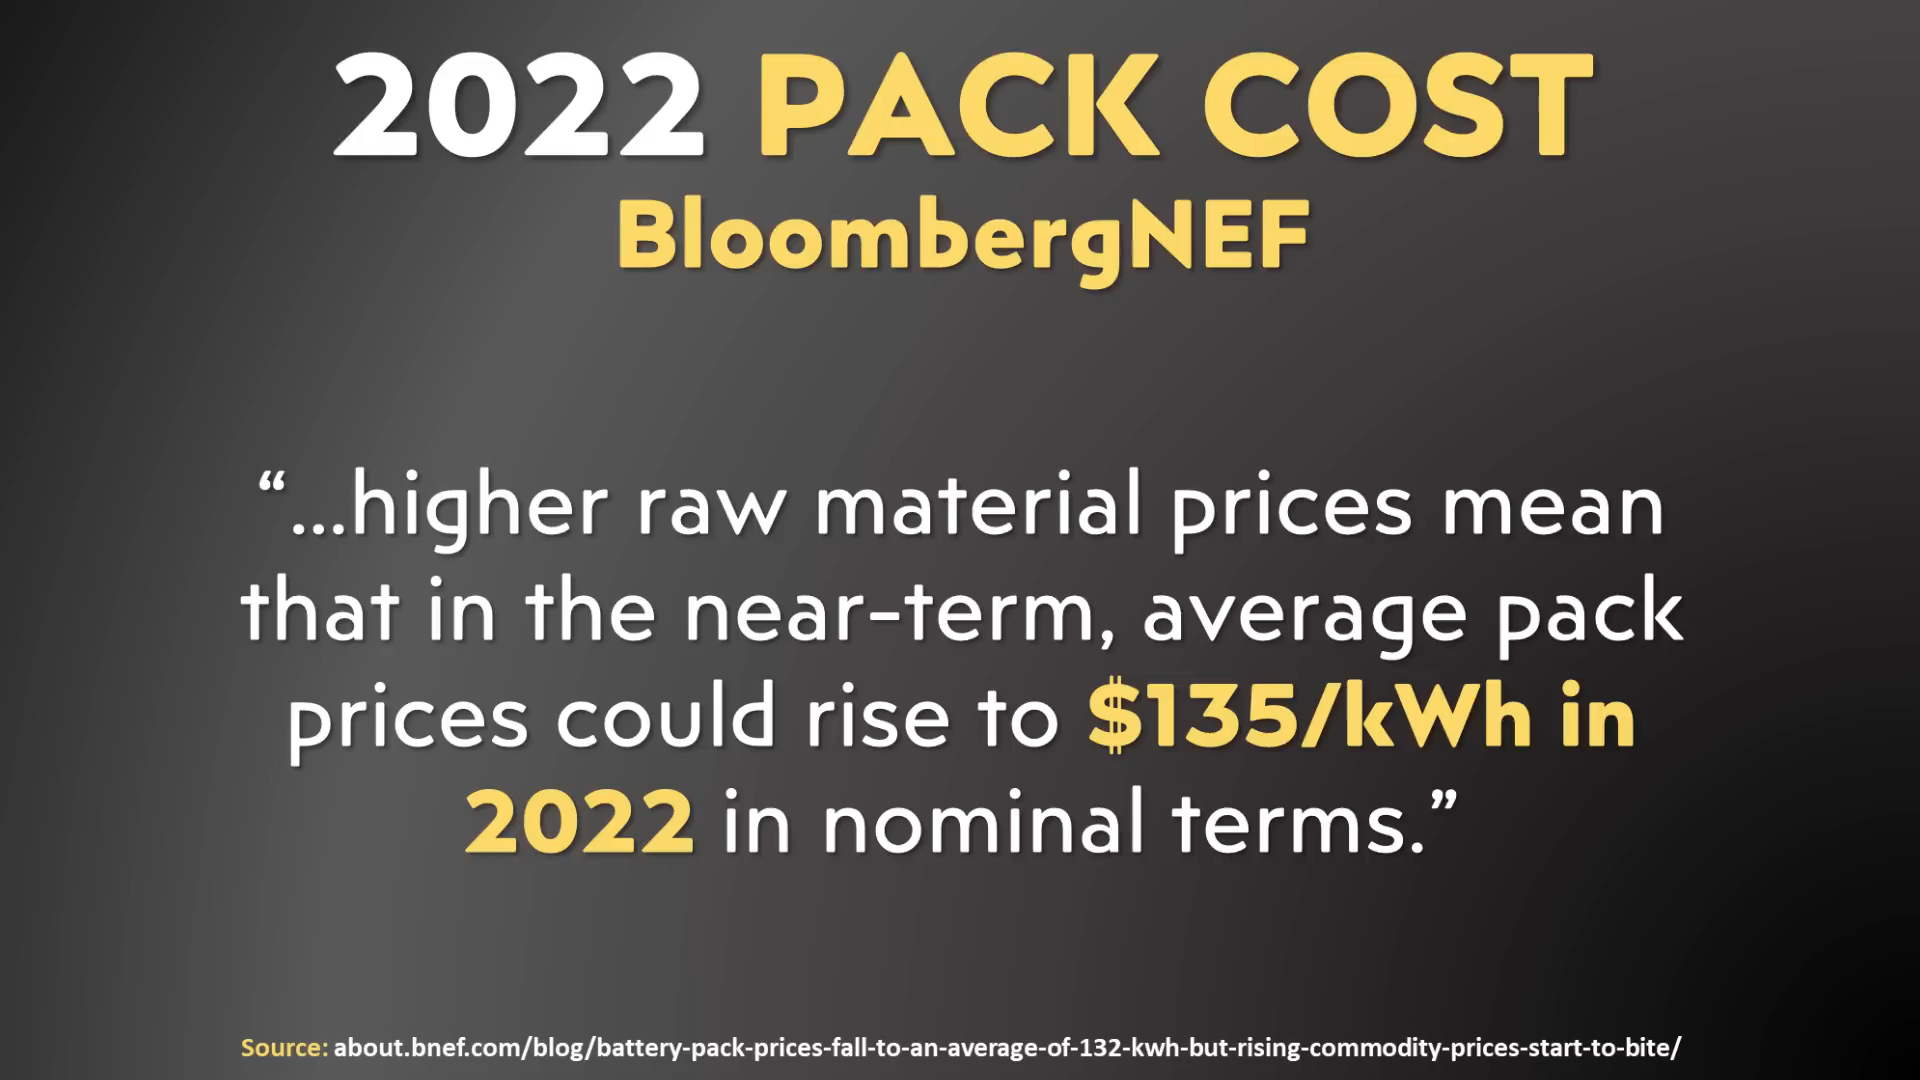 2022 PACK COST
BloombergNEF
“...higher raw material prices mean
that in the near-term, average pack
prices could rise to $135/kWh in
2022 in nominal terms.”
Source: about.bnef.com/blog/battery-pack-prices-fall-to-an-average-of-132-kwh-but-rising-commodity-prices-start-to-bite/